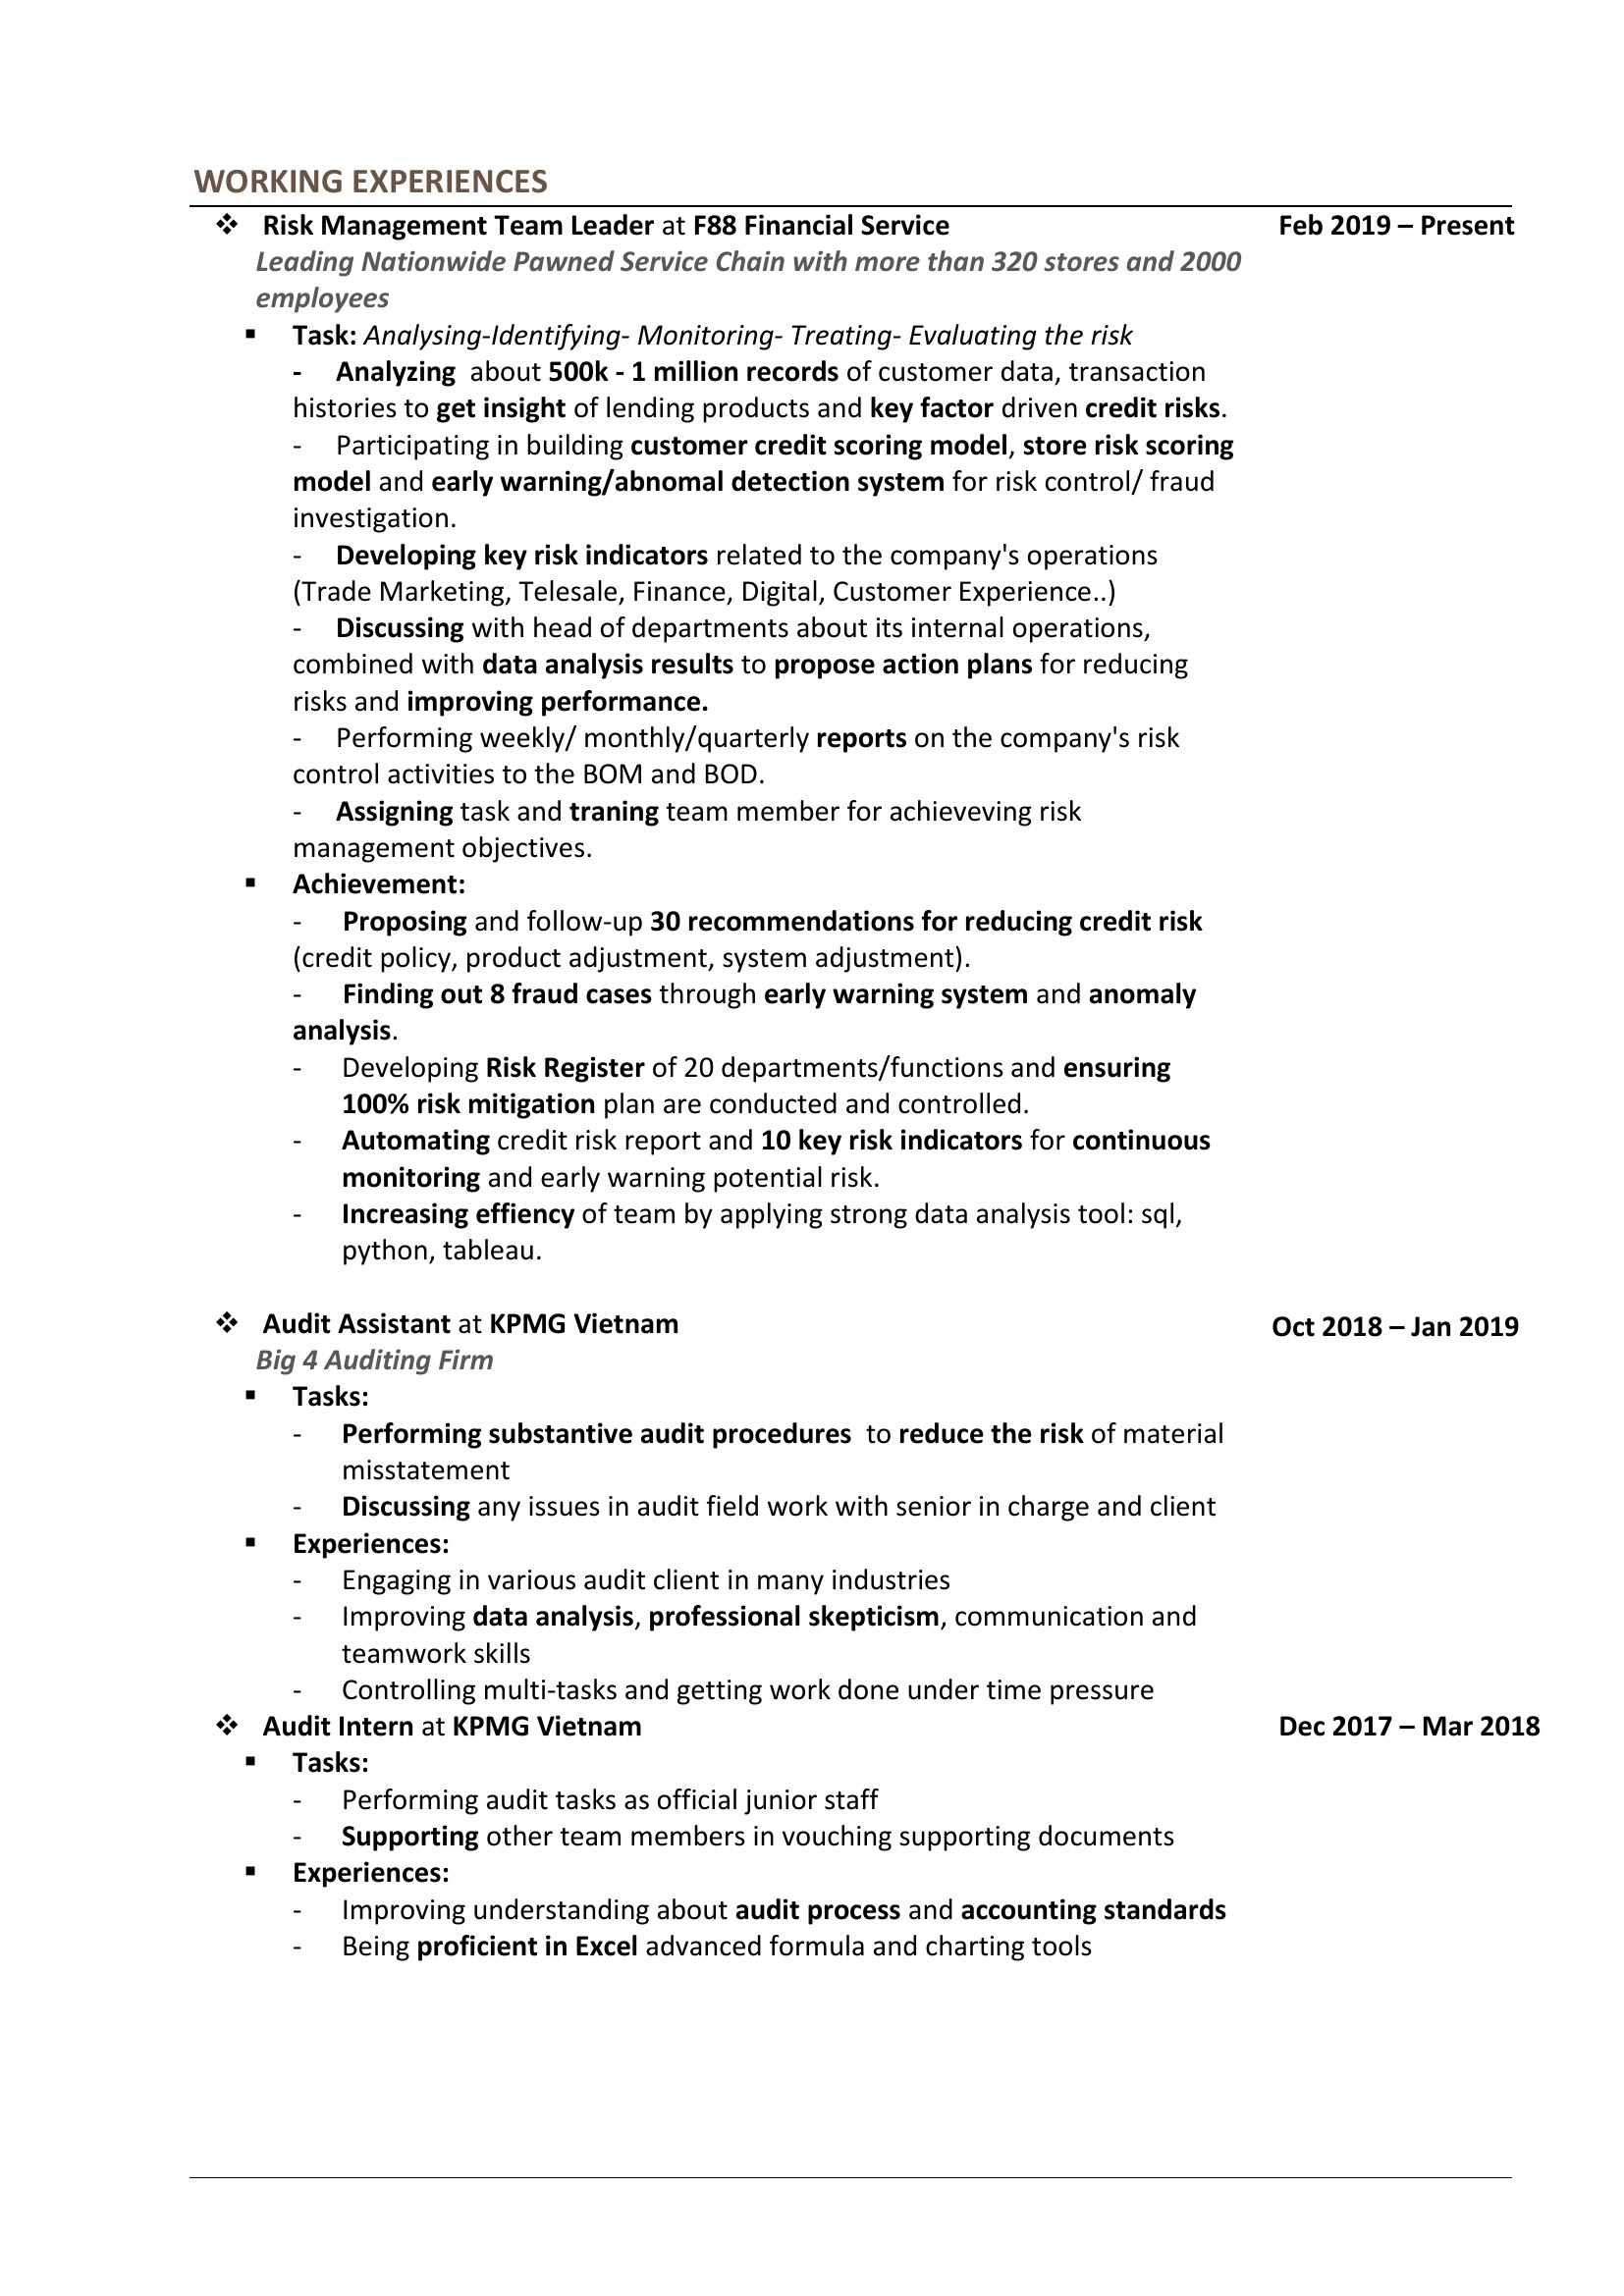 WORKING EXPERIENCES
❖ Risk Management Team Leader at F88 Financial Service Feb 2019 – Present
Leading Nationwide Pawned Service Chain with more than 320 stores and 2000
employees
▪ Task: Analysing-Identifying- Monitoring- Treating- Evaluating the risk
- Analyzing about 500k - 1 million records of customer data, transaction
histories to get insight of lending products and key factor driven credit risks.
- Participating in building customer credit scoring model, store risk scoring
model and early warning/abnomal detection system for risk control/ fraud
investigation.
- Developing key risk indicators related to the company's operations
(Trade Marketing, Telesale, Finance, Digital, Customer Experience..)
- Discussing with head of departments about its internal operations,
combined with data analysis results to propose action plans for reducing
risks and improving performance.
- Performing weekly/ monthly/quarterly reports on the company's risk
control activities to the BOM and BOD.
- Assigning task and traning team member for achieveving risk
management objectives.
▪ Achievement:
- Proposing and follow-up 30 recommendations for reducing credit risk
(credit policy, product adjustment, system adjustment).
- Finding out 8 fraud cases through early warning system and anomaly
analysis.
- Developing Risk Register of 20 departments/functions and ensuring
100% risk mitigation plan are conducted and controlled.
- Automating credit risk report and 10 key risk indicators for continuous
monitoring and early warning potential risk.
- Increasing effiency of team by applying strong data analysis tool: sql,
python, tableau.
❖ Audit Assistant at KPMG Vietnam Oct 2018 – Jan 2019
Big 4 Auditing Firm
▪ Tasks:
- Performing substantive audit procedures to reduce the risk of material
misstatement
- Discussing any issues in audit field work with senior in charge and client
▪ Experiences:
- Engaging in various audit client in many industries
- Improving data analysis, professional skepticism, communication and
teamwork skills
- Controlling multi-tasks and getting work done under time pressure
❖ Audit Intern at KPMG Vietnam Dec 2017 – Mar 2018
▪ Tasks:
- Performing audit tasks as official junior staff
- Supporting other team members in vouching supporting documents
▪ Experiences:
- Improving understanding about audit process and accounting standards
- Being proficient in Excel advanced formula and charting tools